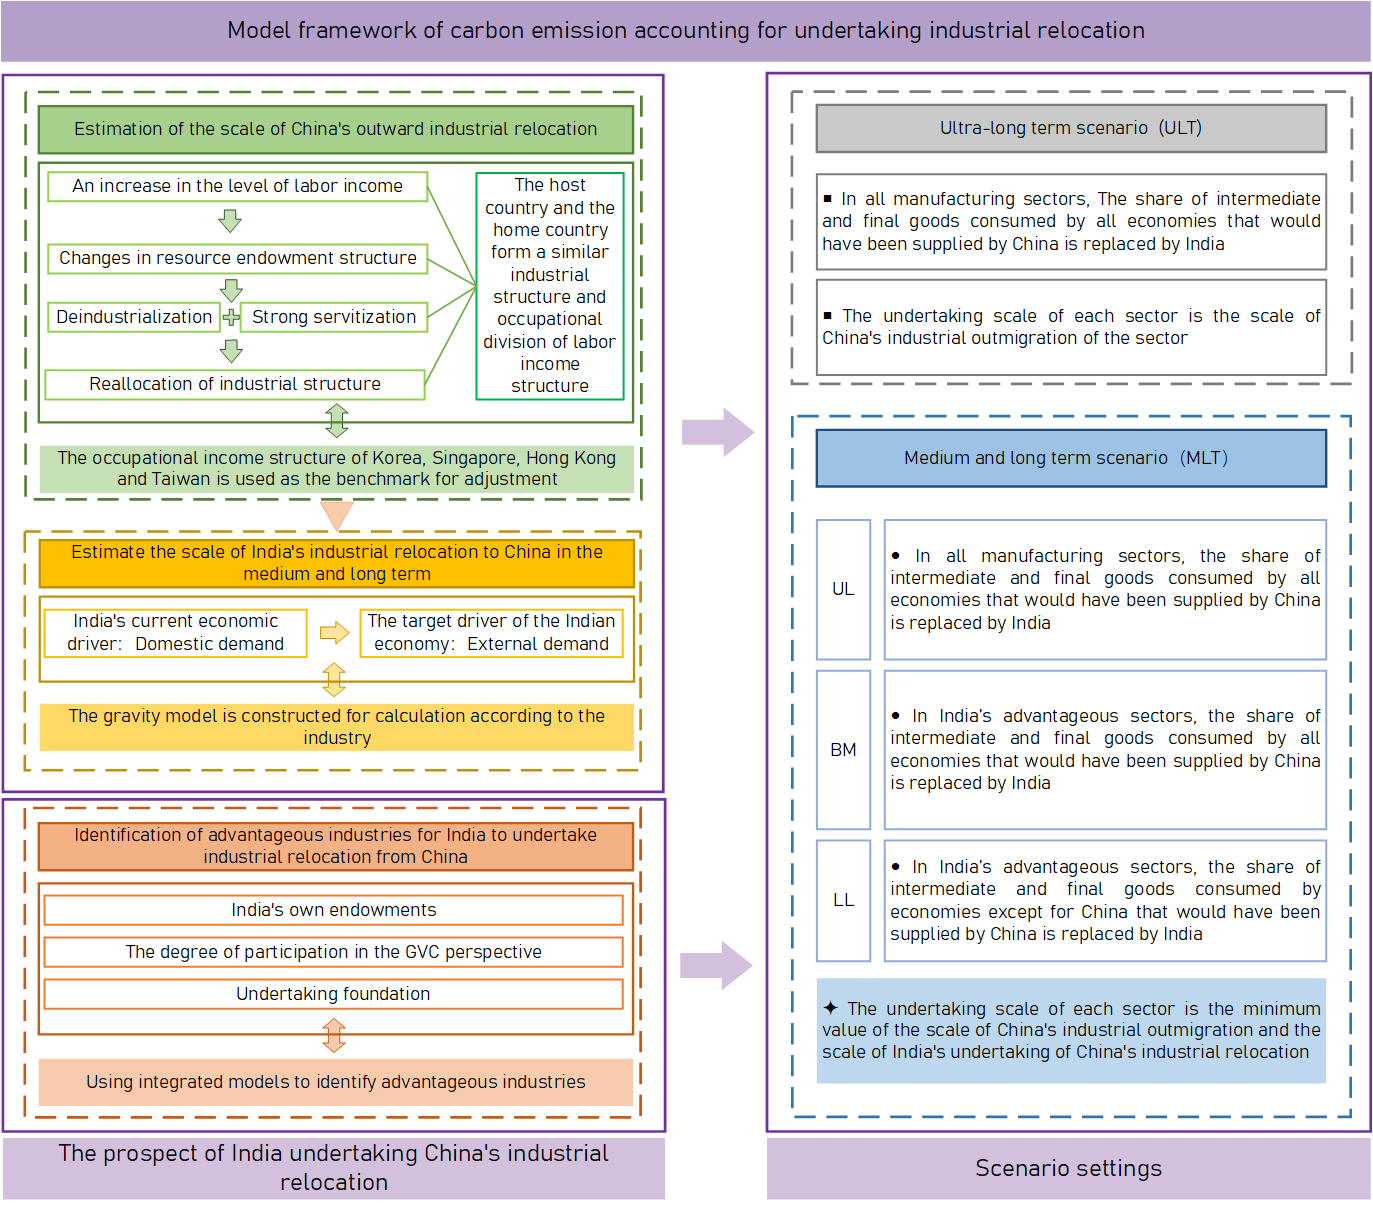 Model framework of carbon emission accounting for undertaking industrial relocation
Estimation of the scale of China's outward industrial relocation
An increase in the level of labor income
Changes in resource endowment structure
Deindustrialization
Strong servitization
Reallocation of industrial structure
The host
country and the
home country
form a similar
industrial
structure and
occupational
division of labor
income
structure
The occupational income structure of Korea, Singapore, Hong Kong
and Taiwan is used as the benchmark for adjustment
Estimate the scale of India's industrial relocation to China in the
medium and long term
India's current economic
driver: Domestic demand
The target driver of the Indian
economy: External demand
The gravity model is constructed for calculation according to the
industry
Identification of advantageous industries for India to undertake
industrial relocation from China
India's own endowments
The degree of participation in the GVC perspective
Undertaking foundation
Using integrated models to identify advantageous industries
The prospect of India undertaking China's industrial
relocation
Ultra-long term scenario (ULT)
▪ In all manufacturing sectors, The share of intermediate
and final goods consumed by all economies that would
have been supplied by China is replaced by India
▪ The undertaking scale of each sector is the scale of
China's industrial outmigration of the sector
Medium and long term scenario (MLT)
UL
• In all manufacturing sectors, the share of
intermediate and final goods consumed by all
economies that would have been supplied by China
is replaced by India
BM
• In India's advantageous sectors, the share of
intermediate and final goods consumed by all
economies that would have been supplied by China
is replaced by India
LL
• In India's advantageous sectors, the share of
intermediate and final goods consumed by
economies except for China that would have been
supplied by China is replaced by India
✦ The undertaking scale of each sector is the minimum
value of the scale of China's industrial outmigration and the
scale of India's undertaking of China's industrial relocation
Scenario settings